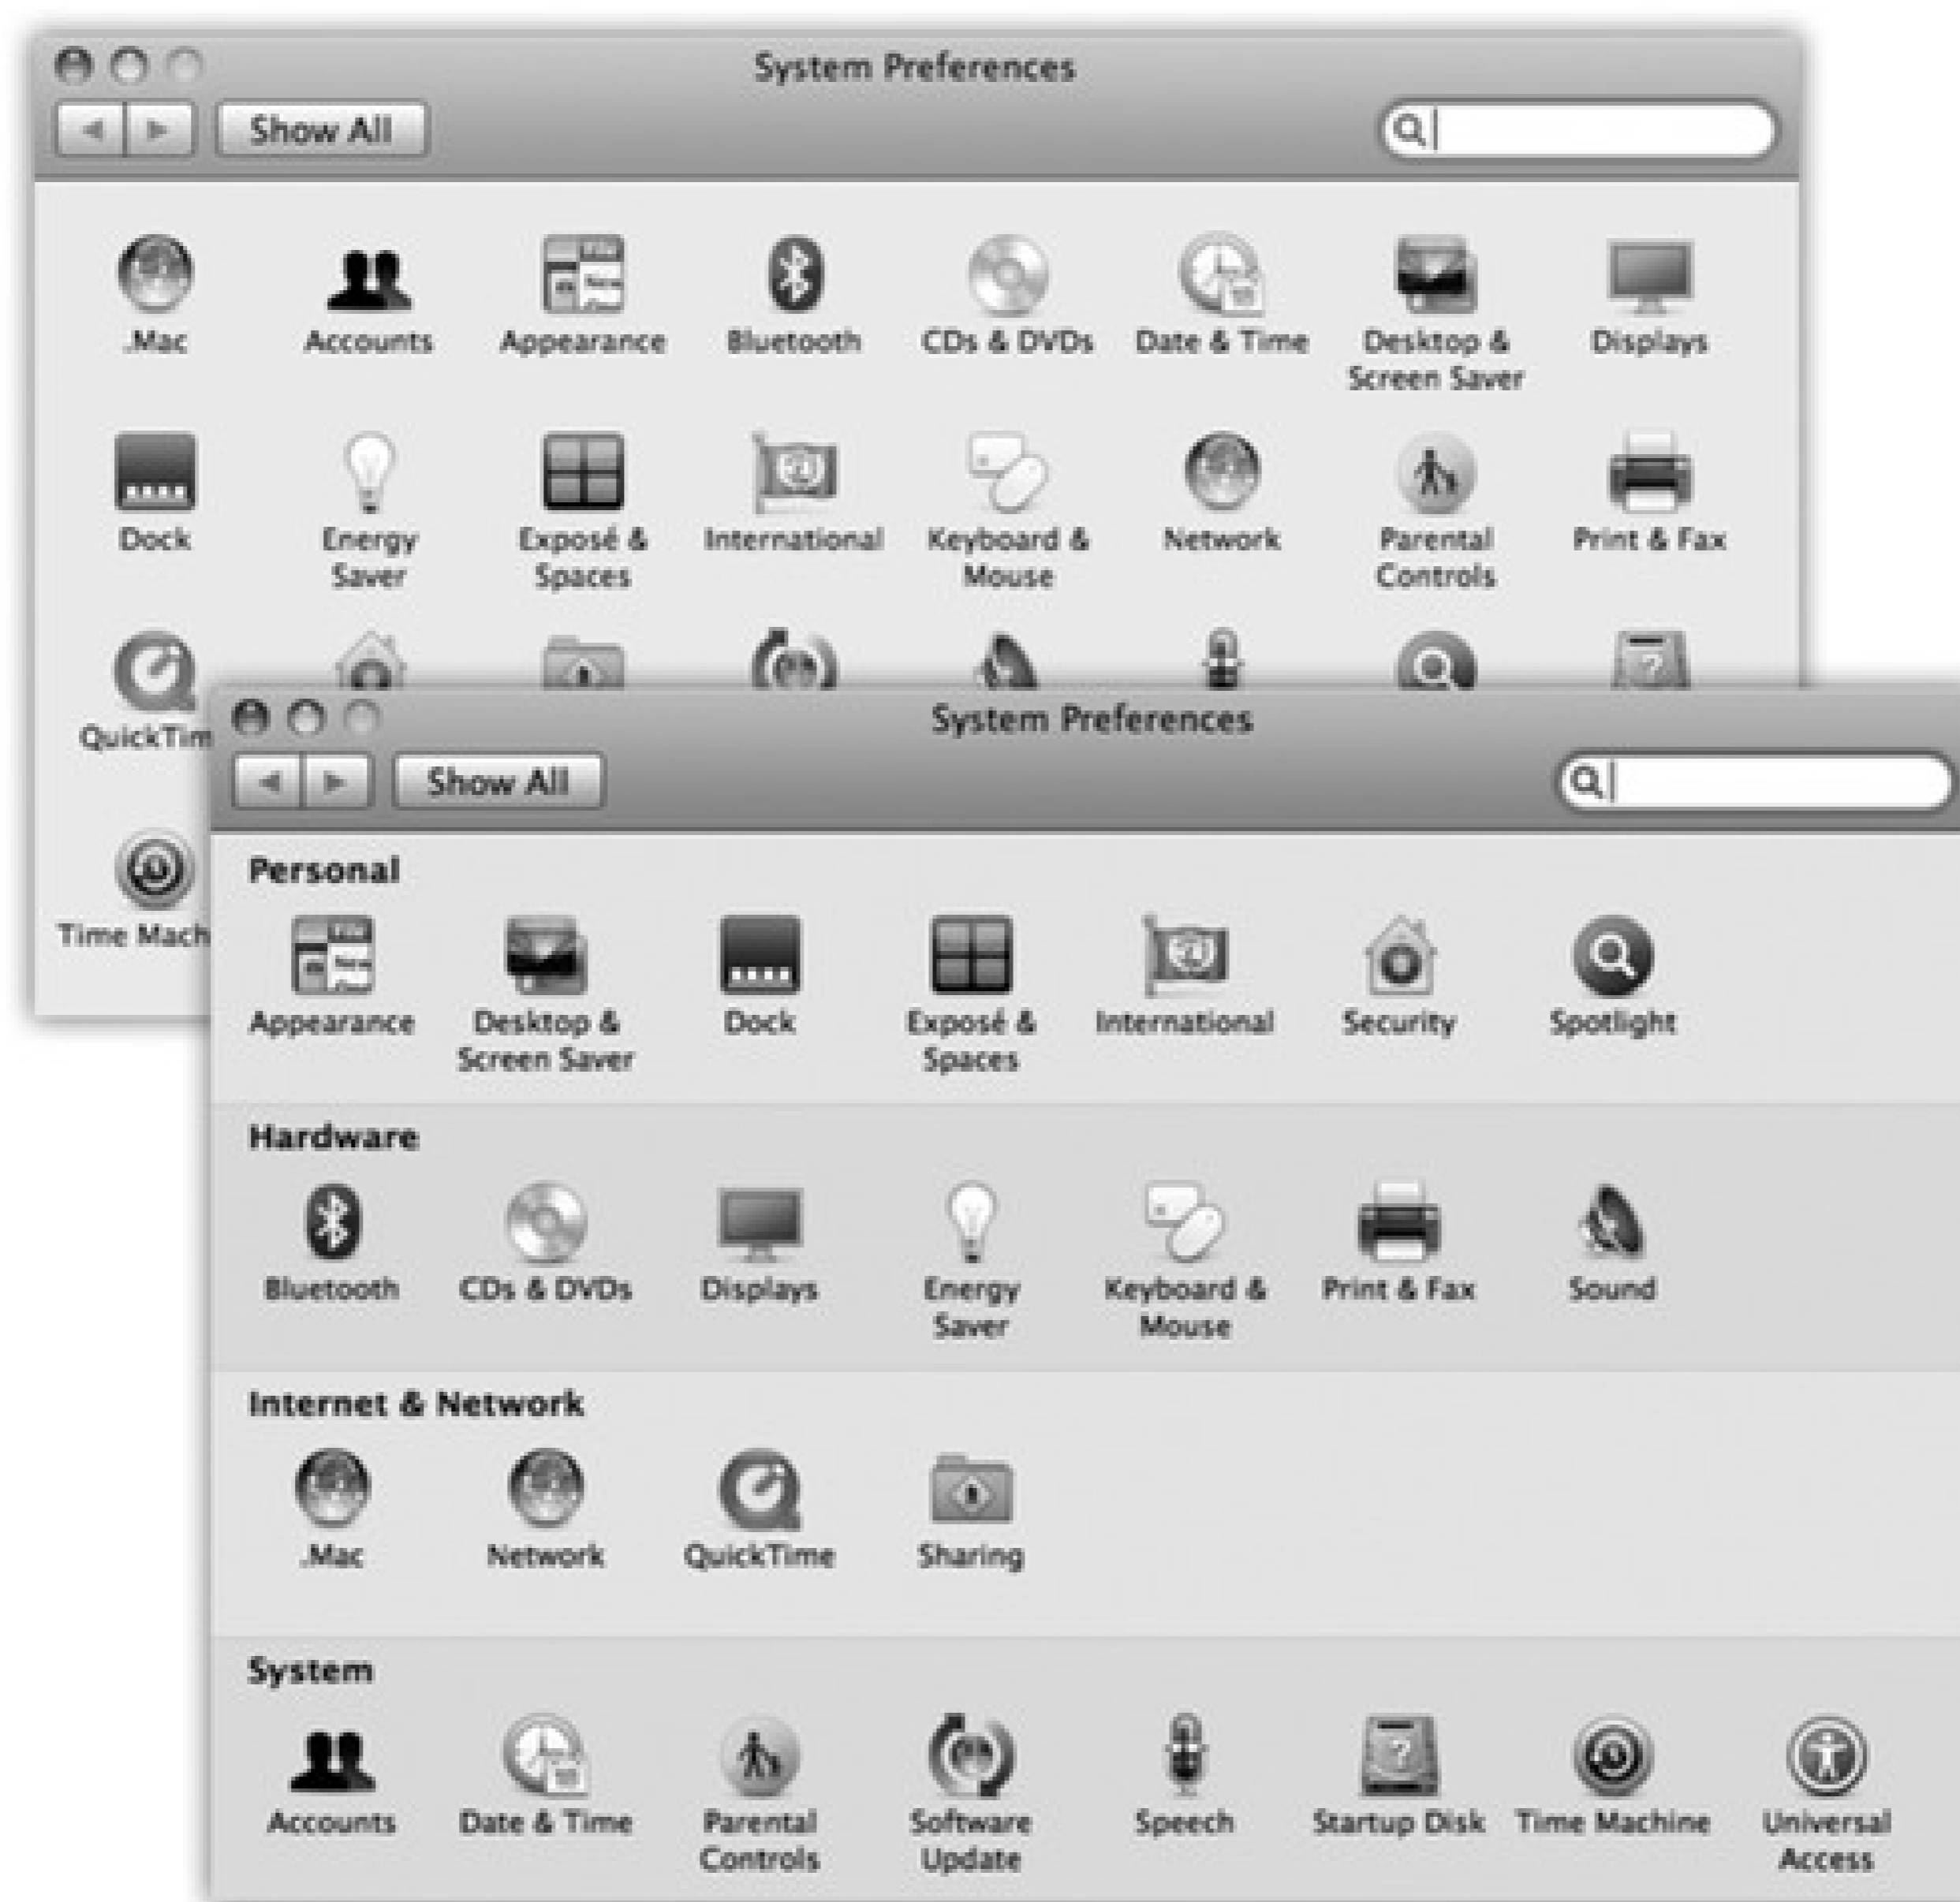 System Preferences
Show All
.Mac Accounts Appearance Bluetooth CDs & DVDs Date & Time Desktop & Displays
Screen Saver
Dock Energy Exposé & International Keyboard & Network Parental Print & Fax
Saver Spaces Mouse Controls
QuickTim
Time Mach
System Preferences
Show All
Personal
Appearance Desktop & Dock Exposé & International Security Spotlight
Screen Saver Spaces
Hardware
Bluetooth CDs & DVDs Displays Energy Keyboard & Print & Fax Sound
Saver Mouse
Internet & Network
.Mac Network QuickTime Sharing
System
Accounts Date & Time Parental Software Speech Startup Disk Time Machine Universal
Controls Update Access